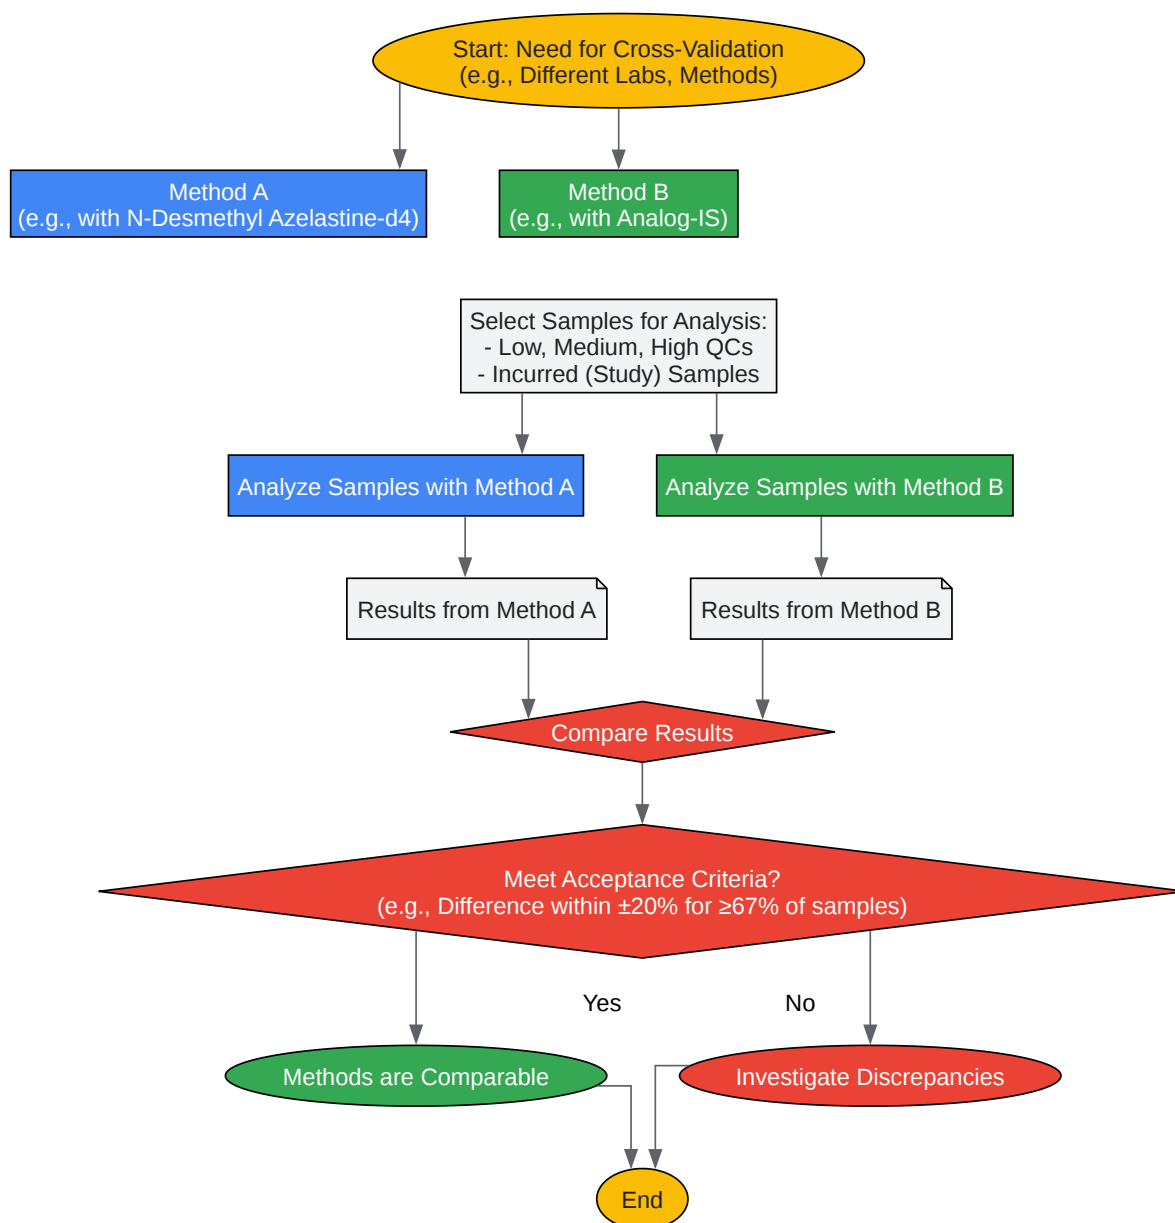 Start: Need for Cross-Validation
(e.g., Different Labs, Methods)
Method A
(e.g., with N-Desmethyl Azelastine-d4)
Method B
(e.g., with Analog-IS)
Select Samples for Analysis:
- Low, Medium, High QCs
- Incurred (Study) Samples
Analyze Samples with Method A
Analyze Samples with Method B
Results from Method A
Results from Method B
Compare Results
Meet Acceptance Criteria?
(e.g., Difference within ±20% for ≥67% of samples)
Yes
No
Methods are Comparable
Investigate Discrepancies
End